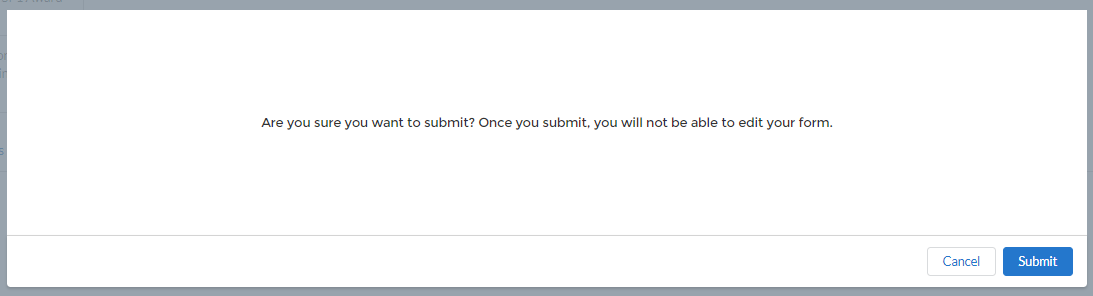 Are you sure you want to submit? Once you submit, you will not be able to edit your form.
Cancel
Submit